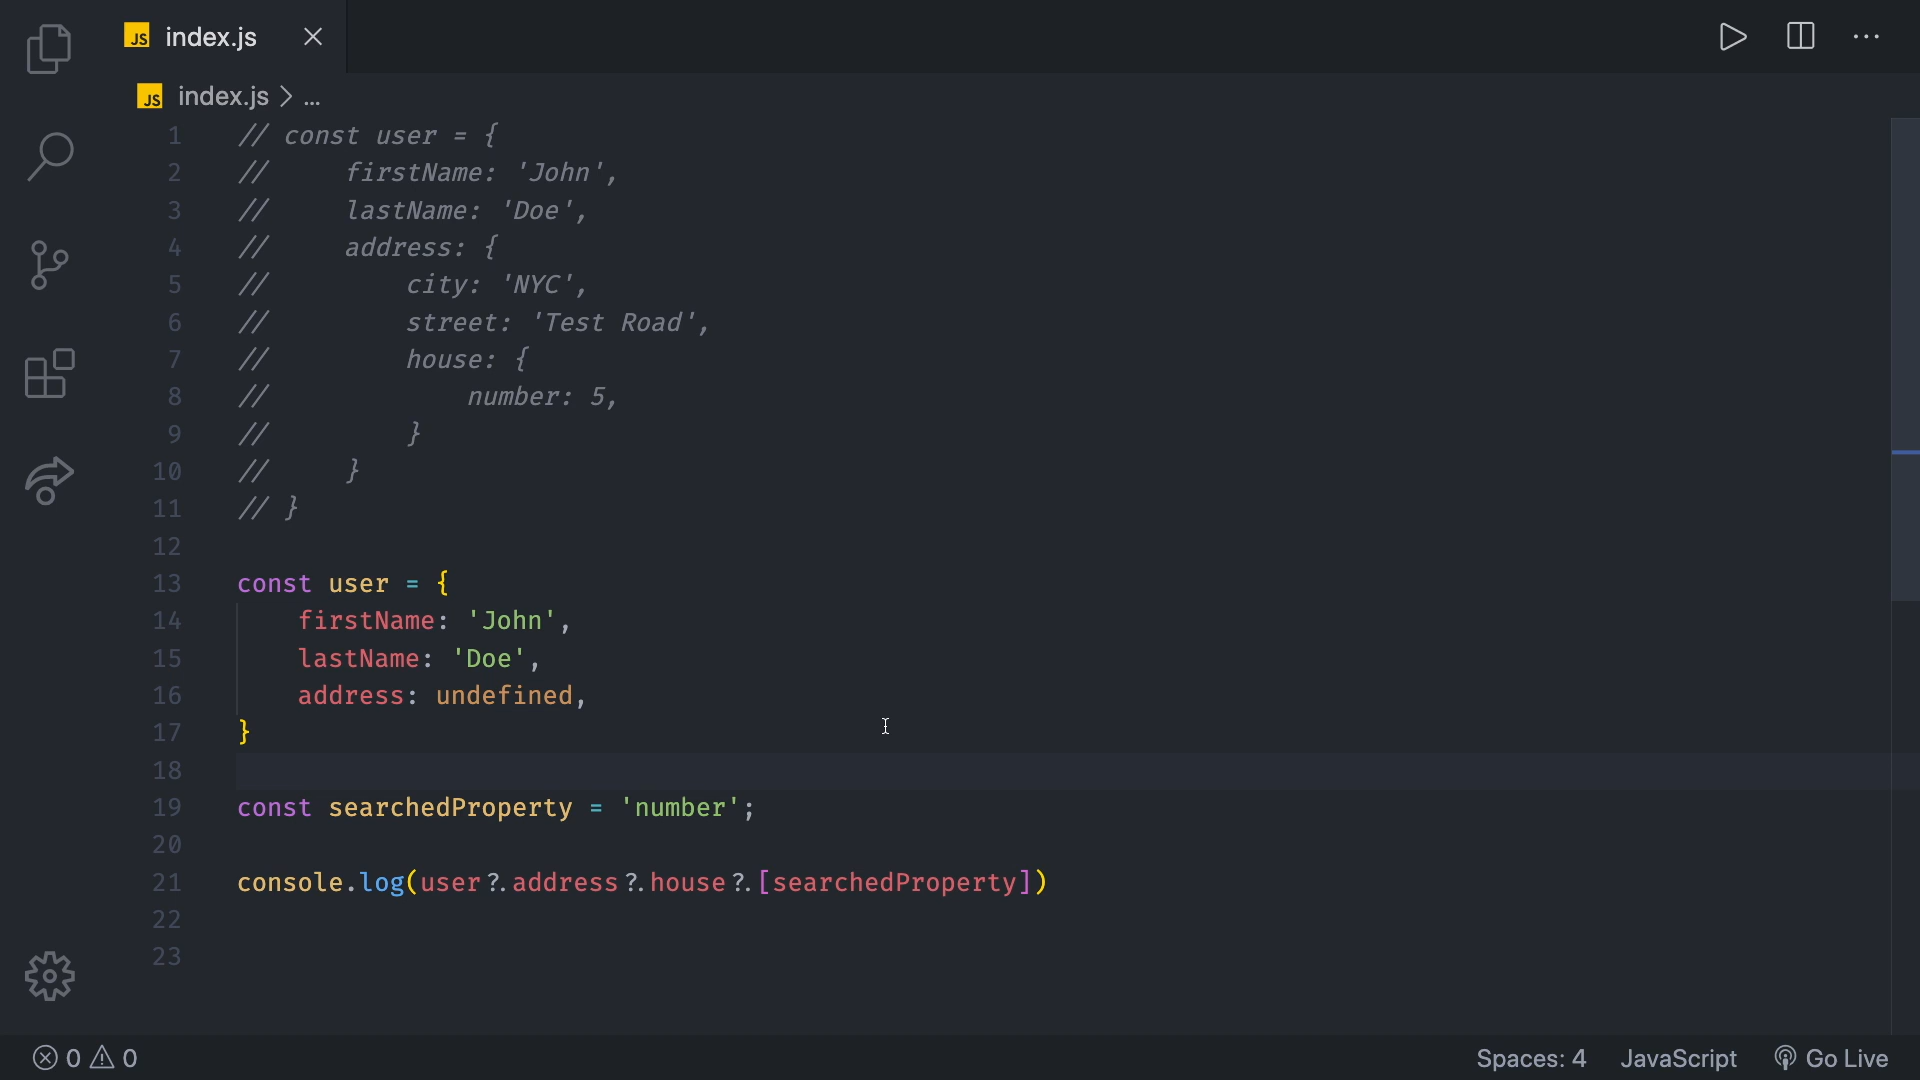 JS index.js
JS index.js > ...
1 // const user = {
2 //     firstName: 'John',
3 //     lastName: 'Doe',
4 //     address: {
5 //         city: 'NYC',
6 //         street: 'Test Road',
7 //         house: {
8 //             number: 5,
9 //         }
10 //     }
11 // }
12
13 const user = {
14     firstName: 'John',
15     lastName: 'Doe',
16     address: undefined,
17 }
18
19 const searchedProperty = 'number';
20
21 console.log(user?.address?.house?.[searchedProperty])
22
23
0 0 Spaces: 4 JavaScript Go Live